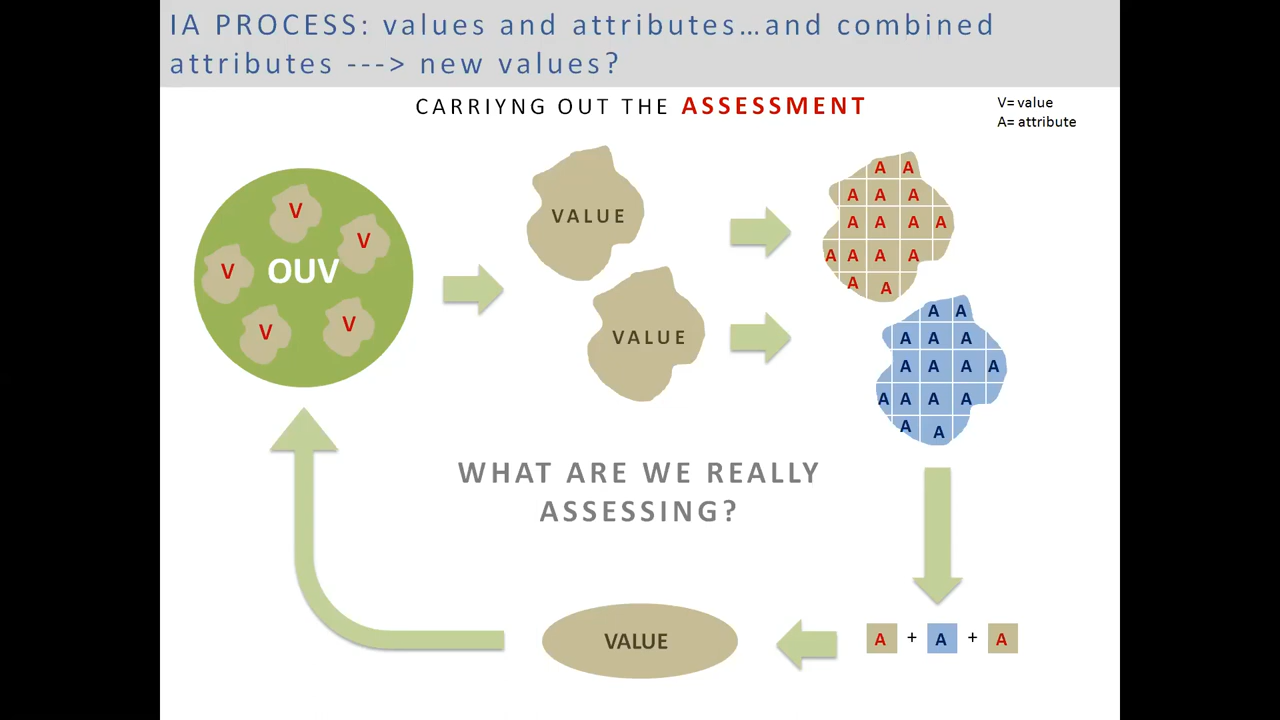 IA PROCESS: values and attributes…and combined
attributes ---> new values?
CARRIYNG OUT THE ASSESSMENT
V= value
A= attribute
V
V
V
OUV
V
V
VALUE
VALUE
A A
A A A
A A A A
A A A A
A A
A A
A A A
A A A A
A A A A
A A
WHAT ARE WE REALLY
ASSESSING?
VALUE
A + A + A